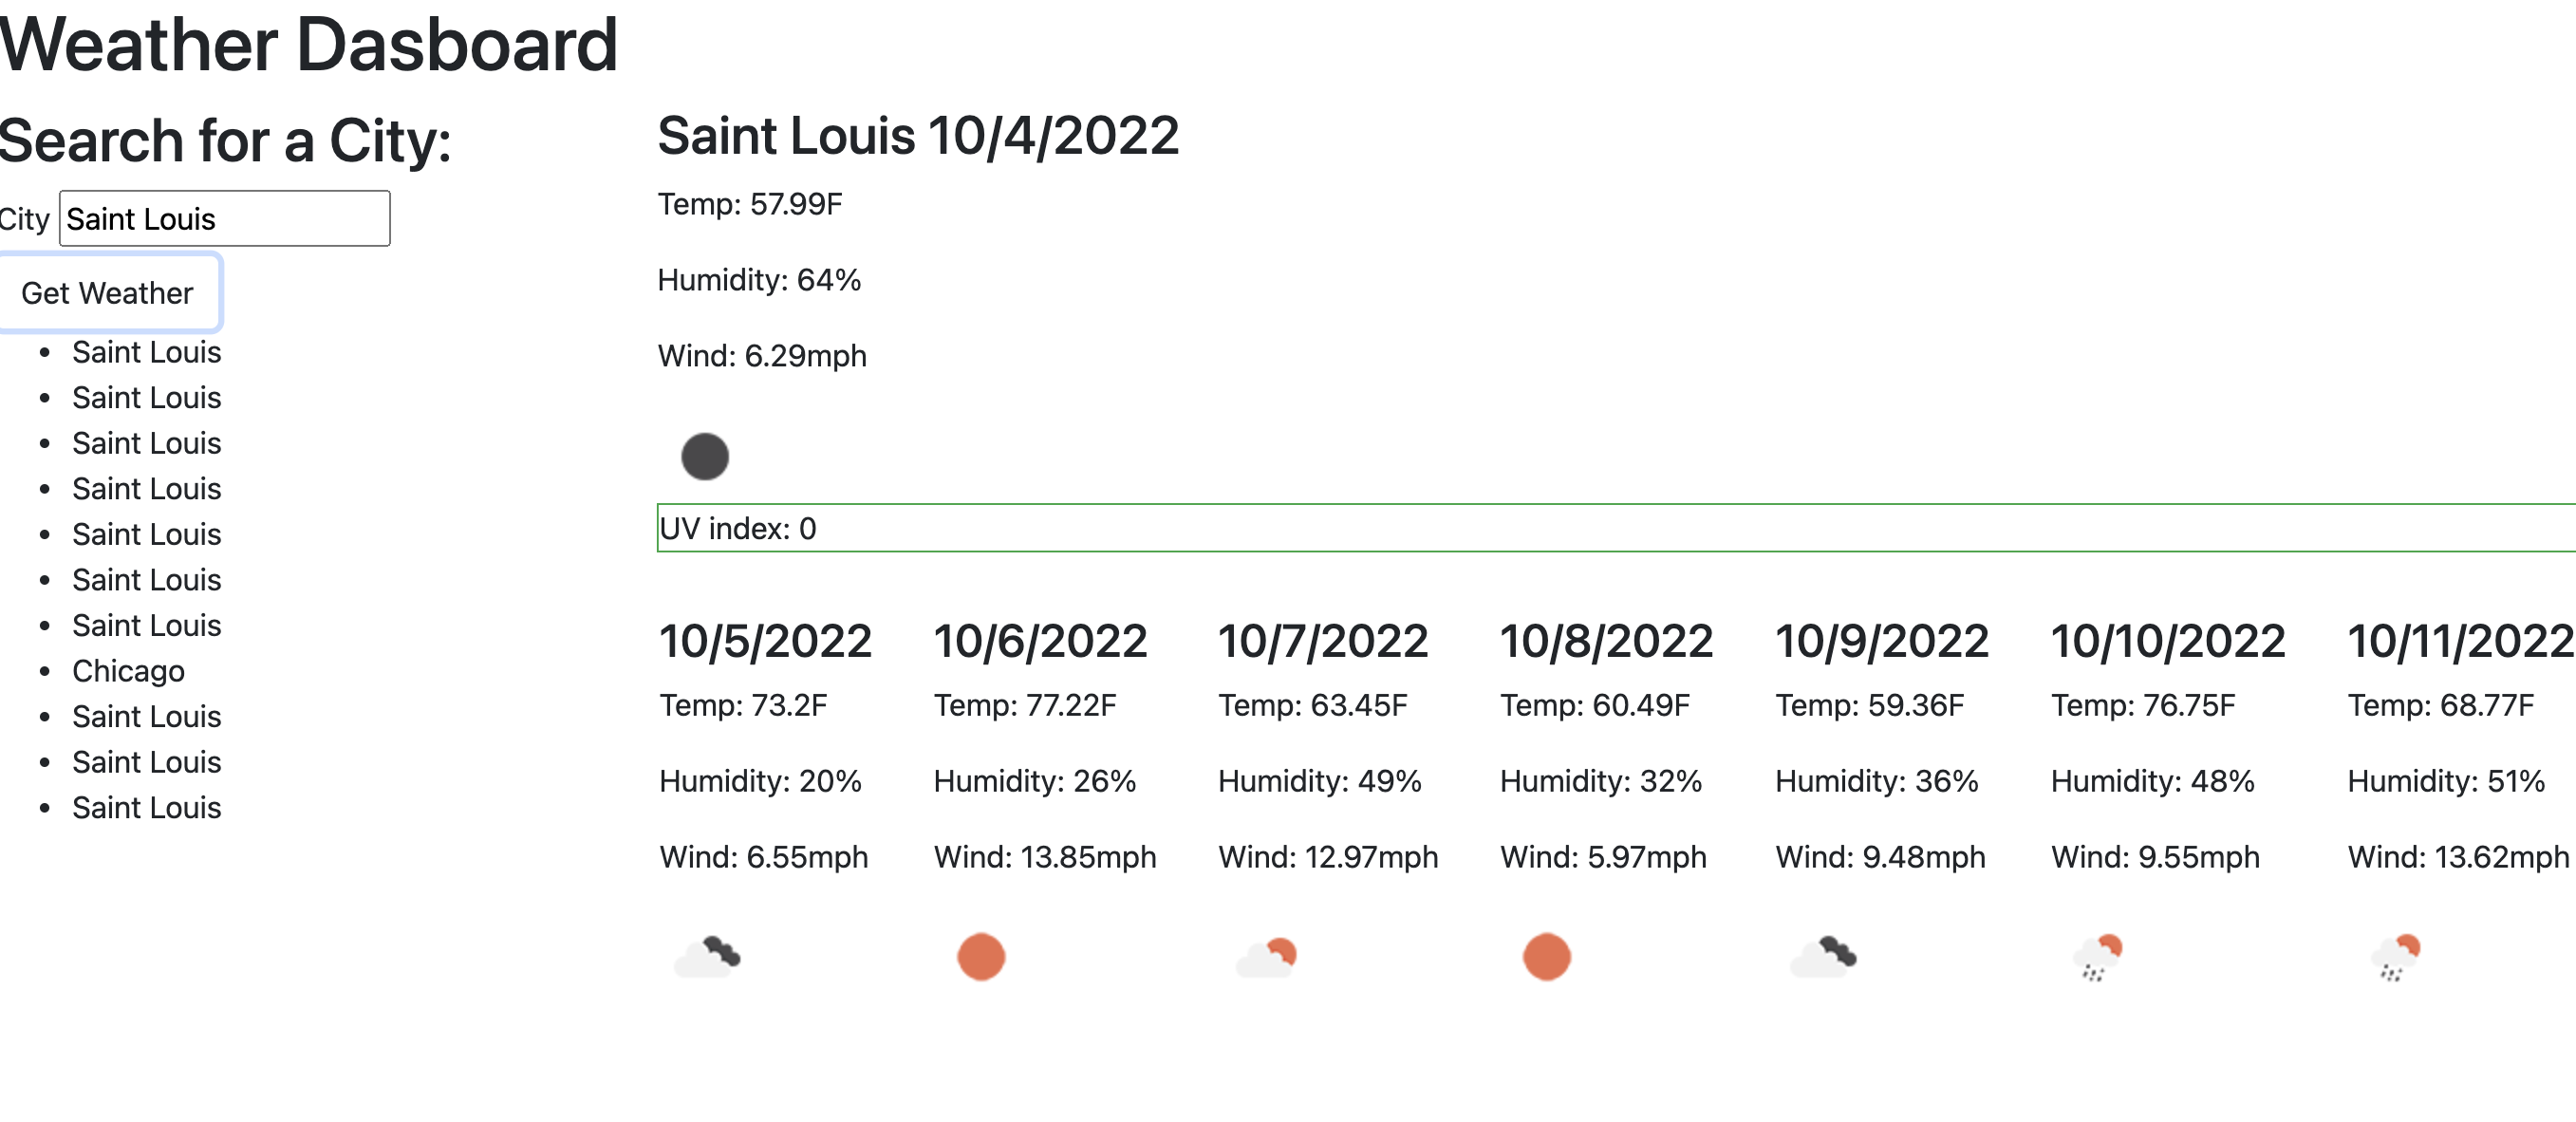 Weather Dasboard
Search for a City:
City Saint Louis
Get Weather
Saint Louis
Saint Louis
Saint Louis
Saint Louis
Saint Louis
Saint Louis
Saint Louis
Chicago
Saint Louis
Saint Louis
Saint Louis
Saint Louis 10/4/2022
Temp: 57.99F
Humidity: 64%
Wind: 6.29mph
UV index: 0
10/5/2022
Temp: 73.2F
Humidity: 20%
Wind: 6.55mph
10/6/2022
Temp: 77.22F
Humidity: 26%
Wind: 13.85mph
10/7/2022
Temp: 63.45F
Humidity: 49%
Wind: 12.97mph
10/8/2022
Temp: 60.49F
Humidity: 32%
Wind: 5.97mph
10/9/2022
Temp: 59.36F
Humidity: 36%
Wind: 9.48mph
10/10/2022
Temp: 76.75F
Humidity: 48%
Wind: 9.55mph
10/11/2022
Temp: 68.77F
Humidity: 51%
Wind: 13.62mph